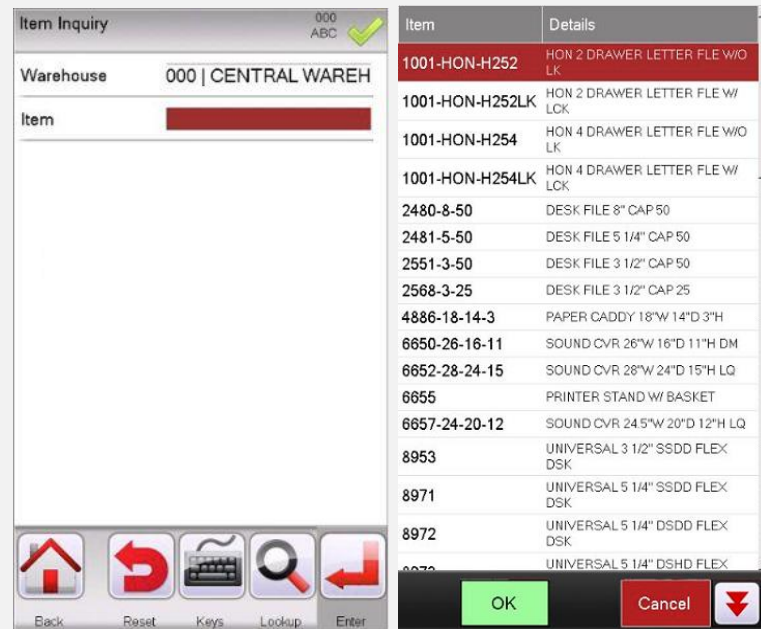 Item Inquiry
000
ABC
Warehouse 000 | CENTRAL WAREH
Item
Back Reset Keys Lookup Enter
Item Details
1001-HON-H252 HON 2 DRAWER LETTER FLE W/O
LK
1001-HON-H252LK HON 2 DRAWER LETTER FLE W/
LCK
1001-HON-H254 HON 4 DRAWER LETTER FLE W/O
LK
1001-HON-H254LK HON 4 DRAWER LETTER FLE W/
LCK
2480-8-50 DESK FILE 8" CAP 50
2481-5-50 DESK FILE 5 1/4" CAP 50
2551-3-50 DESK FILE 3 1/2" CAP 50
2568-3-25 DESK FILE 3 1/2" CAP 25
4886-18-14-3 PAPER CADDY 18"W 14"D 3"H
6650-26-16-11 SOUND CVR 26"W 16"D 11"H DM
6652-28-24-15 SOUND CVR 28"W 24"D 15"H LQ
6655 PRINTER STAND W/ BASKET
6657-24-20-12 SOUND CVR 24.5"W 20"D 12"H LQ
8953 UNIVERSAL 3 1/2" SSDD FLEX
DSK
8971 UNIVERSAL 5 1/4" SSDD FLEX
DSK
8972 UNIVERSAL 5 1/4" DSDD FLEX
DSK
UNIVERSAL 5 1/4" DSHD FLEX
OK Cancel